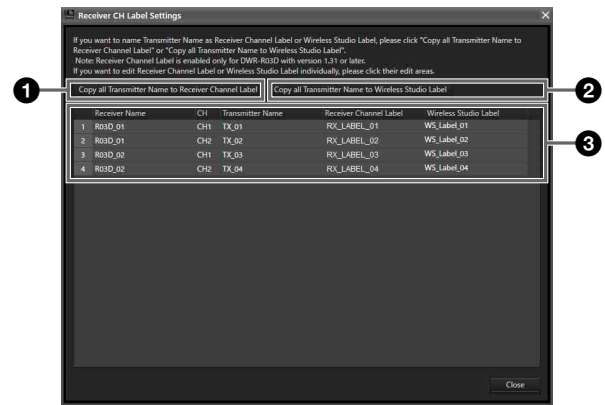 Receiver CH Label Settings
If you want to name Transmitter Name as Receiver Channel Label or Wireless Studio Label, please click "Copy all Transmitter Name to
Receiver Channel Label" or "Copy all Transmitter Name to Wireless Studio Label".
Note: Receiver Channel Label is enabled only for DWR-R03D with version 1.31 or later.
If you want to edit Receiver Channel Label or Wireless Studio Label individually, please click their edit areas.
1 Copy all Transmitter Name to Receiver Channel Label Copy all Transmitter Name to Wireless Studio Label 2
Receiver Name CH Transmitter Name Receiver Channel Label Wireless Studio Label
1 R03D_01 CH1 TX_01 RX_LABEL_01 WS_Label_01
2 R03D_01 CH2 TX_02 RX_LABEL_02 WS_Label_02
3 R03D_02 CH1 TX_03 RX_LABEL_03 WS_Label_03
4 R03D_02 CH2 TX_04 RX_LABEL_04 WS_Label_04
3
Close